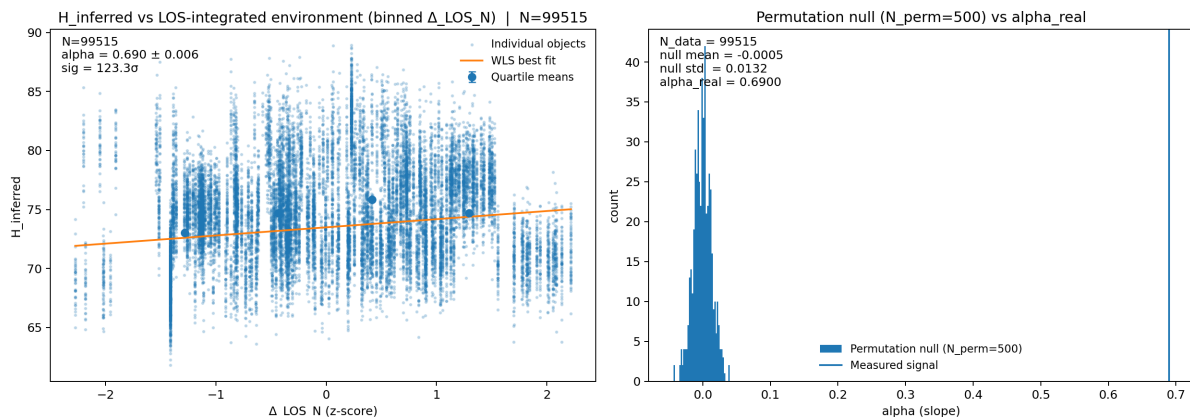 H_inferred vs LOS-integrated environment (binned Δ_LOS_N) | N=99515
N=99515
alpha = 0.690 ± 0.006
sig = 123.3σ
Individual objects
WLS best fit
Quartile means
90
85
80
75
70
65
H_inferred
−2
−1
0
1
2
Δ_LOS_N (z-score)
Permutation null (N_perm=500) vs alpha_real
N_data = 99515
null mean = -0.0005
null std = 0.0132
alpha_real = 0.6900
40
35
30
25
20
15
10
5
0
count
Permutation null (N_perm=500)
Measured signal
0.0
0.1
0.2
0.3
0.4
0.5
0.6
0.7
alpha (slope)